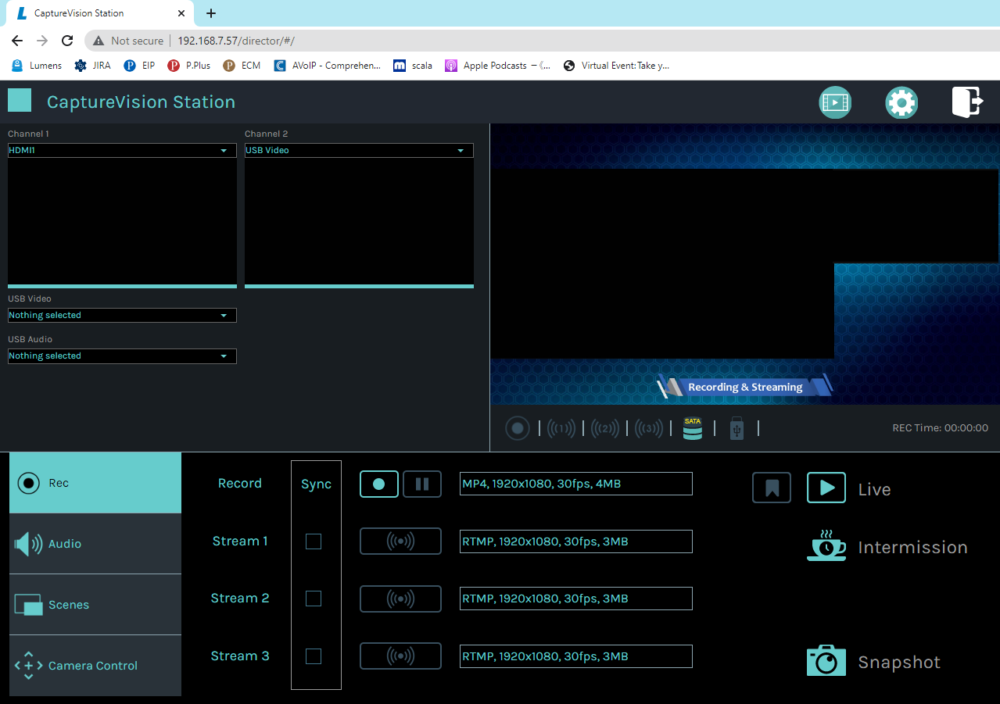 CaptureVision Station
Not secure 192.168.7.57/director/#/
Lumens JIRA EIP P.Plus ECM AVoIP - Comprehen... scala Apple Podcasts －《... Virtual Event: Take y...
CaptureVision Station
Channel 1 Channel 2
HDMI1 USB Video
USB Video
Nothing selected
USB Audio
Nothing selected
Recording & Streaming
(1) (2) (3) SATA REC Time: 00:00:00
Rec Record Sync MP4, 1920x1080, 30fps, 4MB Live
Audio Stream 1 RTMP, 1920x1080, 30fps, 3MB Intermission
Scenes Stream 2 RTMP, 1920x1080, 30fps, 3MB
Camera Control Stream 3 RTMP, 1920x1080, 30fps, 3MB Snapshot